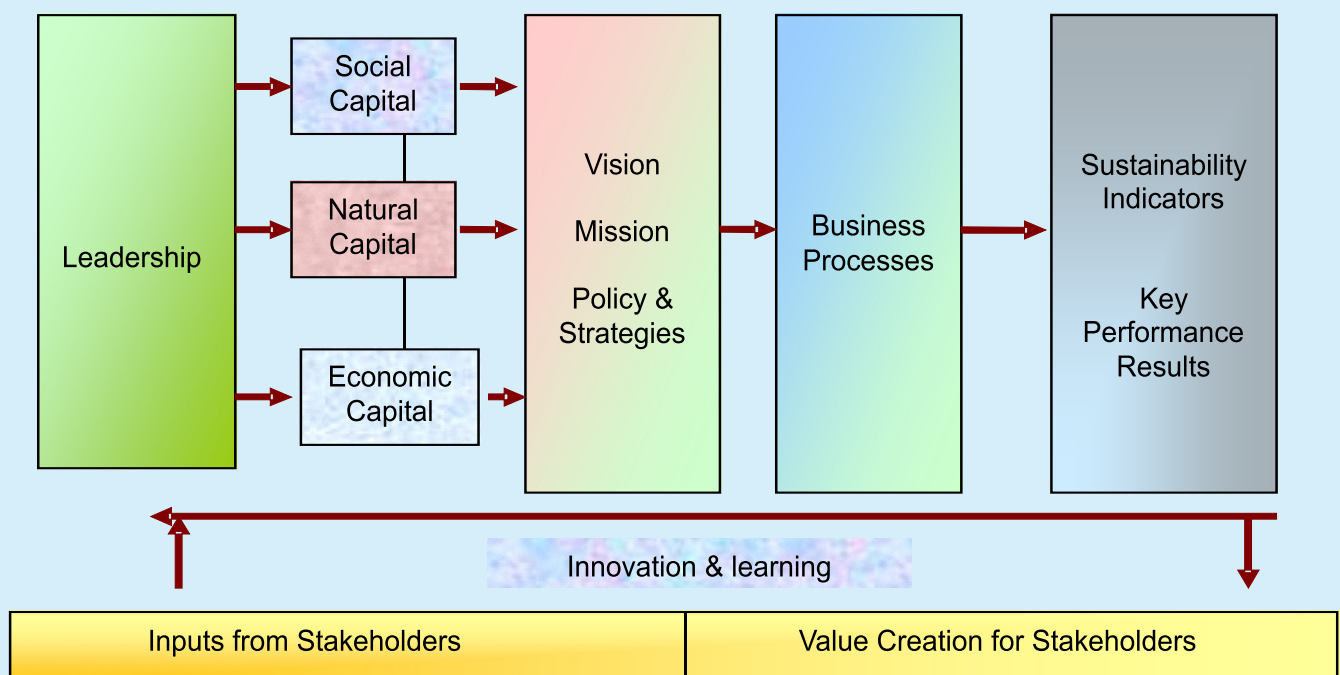 Leadership
Social
Capital
Natural
Capital
Economic
Capital
Vision
Mission
Policy &
Strategies
Business
Processes
Sustainability
Indicators
Key
Performance
Results
Innovation & learning
Inputs from Stakeholders
Value Creation for Stakeholders